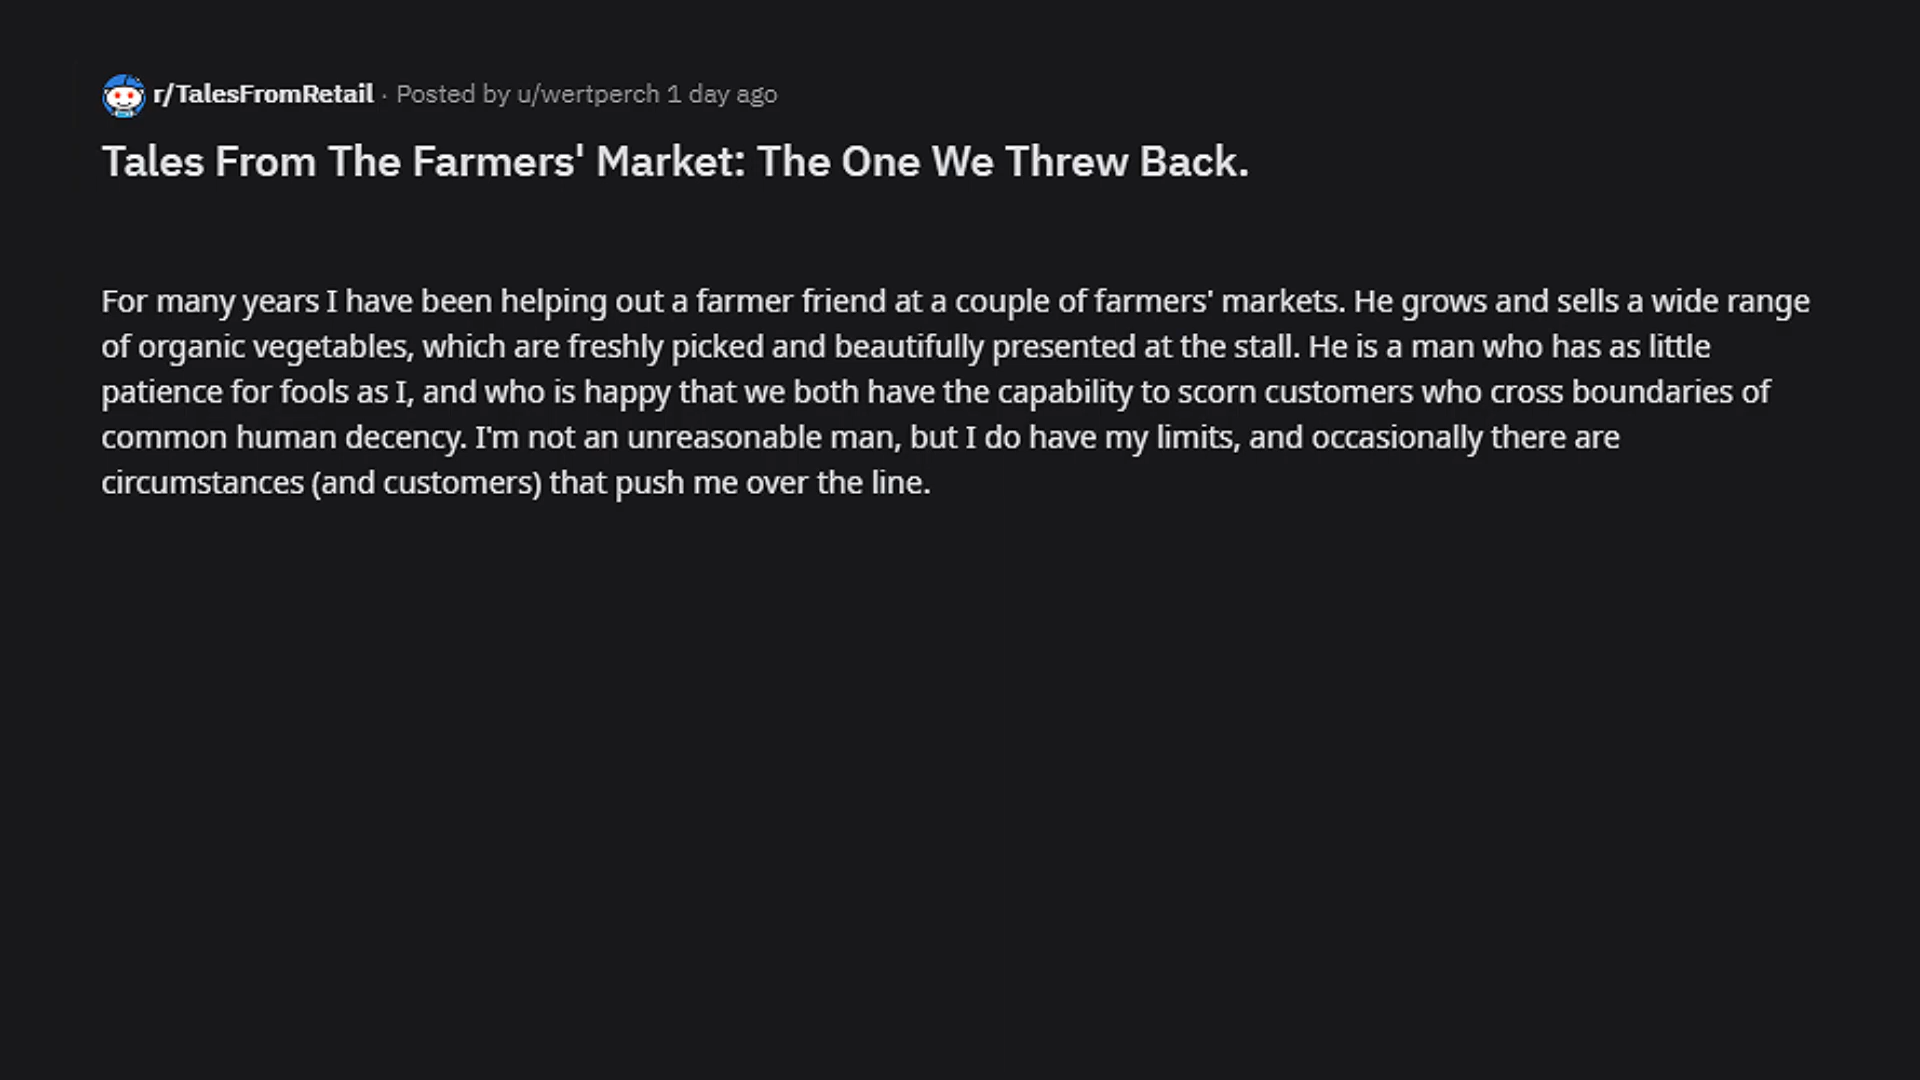 r/TalesFromRetail · Posted by u/wertperch 1 day ago
Tales From The Farmers' Market: The One We Threw Back.
For many years I have been helping out a farmer friend at a couple of farmers' markets. He grows and sells a wide range
of organic vegetables, which are freshly picked and beautifully presented at the stall. He is a man who has as little
patience for fools as I, and who is happy that we both have the capability to scorn customers who cross boundaries of
common human decency. I'm not an unreasonable man, but I do have my limits, and occasionally there are
circumstances (and customers) that push me over the line.